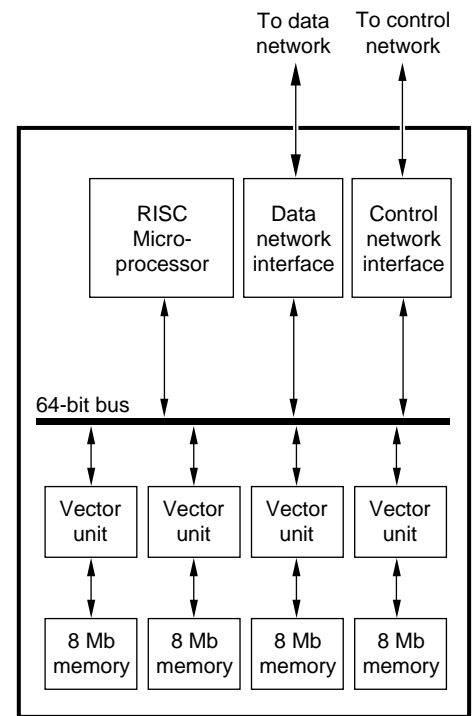 To data
network
To control
network
RISC
Micro-
processor
Data
network
interface
Control
network
interface
64-bit bus
Vector
unit
Vector
unit
Vector
unit
Vector
unit
8 Mb
memory
8 Mb
memory
8 Mb
memory
8 Mb
memory